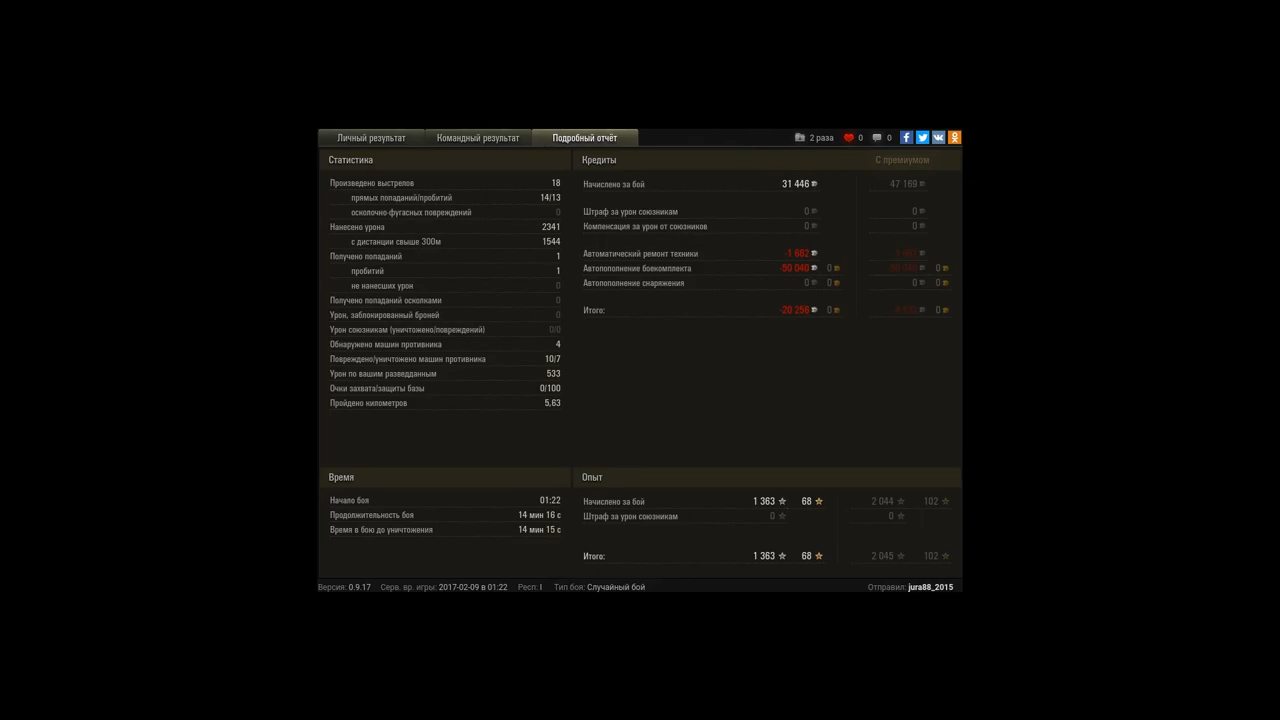 Личный результат Командный результат Подробный отчёт 2 раза 0 0
Статистика
Произведено выстрелов 18
прямых попаданий/пробитий 14/13
осколочно-фугасных повреждений 0
Нанесено урона 2341
с дистанции свыше 300м 1544
Получено попаданий 1
пробитий 1
не нанесших урон 0
Получено попаданий осколками 0
Урон, заблокированный броней 0
Урон союзникам (уничтожено/повреждений) 0/0
Обнаружено машин противника 4
Повреждено/уничтожено машин противника 10/7
Урон по вашим разведданным 533
Очки захвата/защиты базы 0/100
Пройдено километров 5,63
Кредиты С премиумом
Начислено за бой 31 446 47 169
Штраф за урон союзникам 0 0
Компенсация за урон от союзников 0 0
Автоматический ремонт техники -1 662
Автопополнение боекомплекта -50 040 0 0
Автопополнение снаряжения 0 0 0 0
Итого: -20 256 0 0
Время
Начало боя 01:22
Продолжительность боя 14 мин 16 с
Время в бою до уничтожения 14 мин 15 с
Опыт
Начислено за бой 1 363 68 2 044 102
Штраф за урон союзникам 0 0
Итого: 1 363 68 2 045 102
Версия: 0.9.17 Серв. вр. игры: 2017-02-09 в 01:22 Респ: I Тип боя: Случайный бой Отправил: jura88_2015